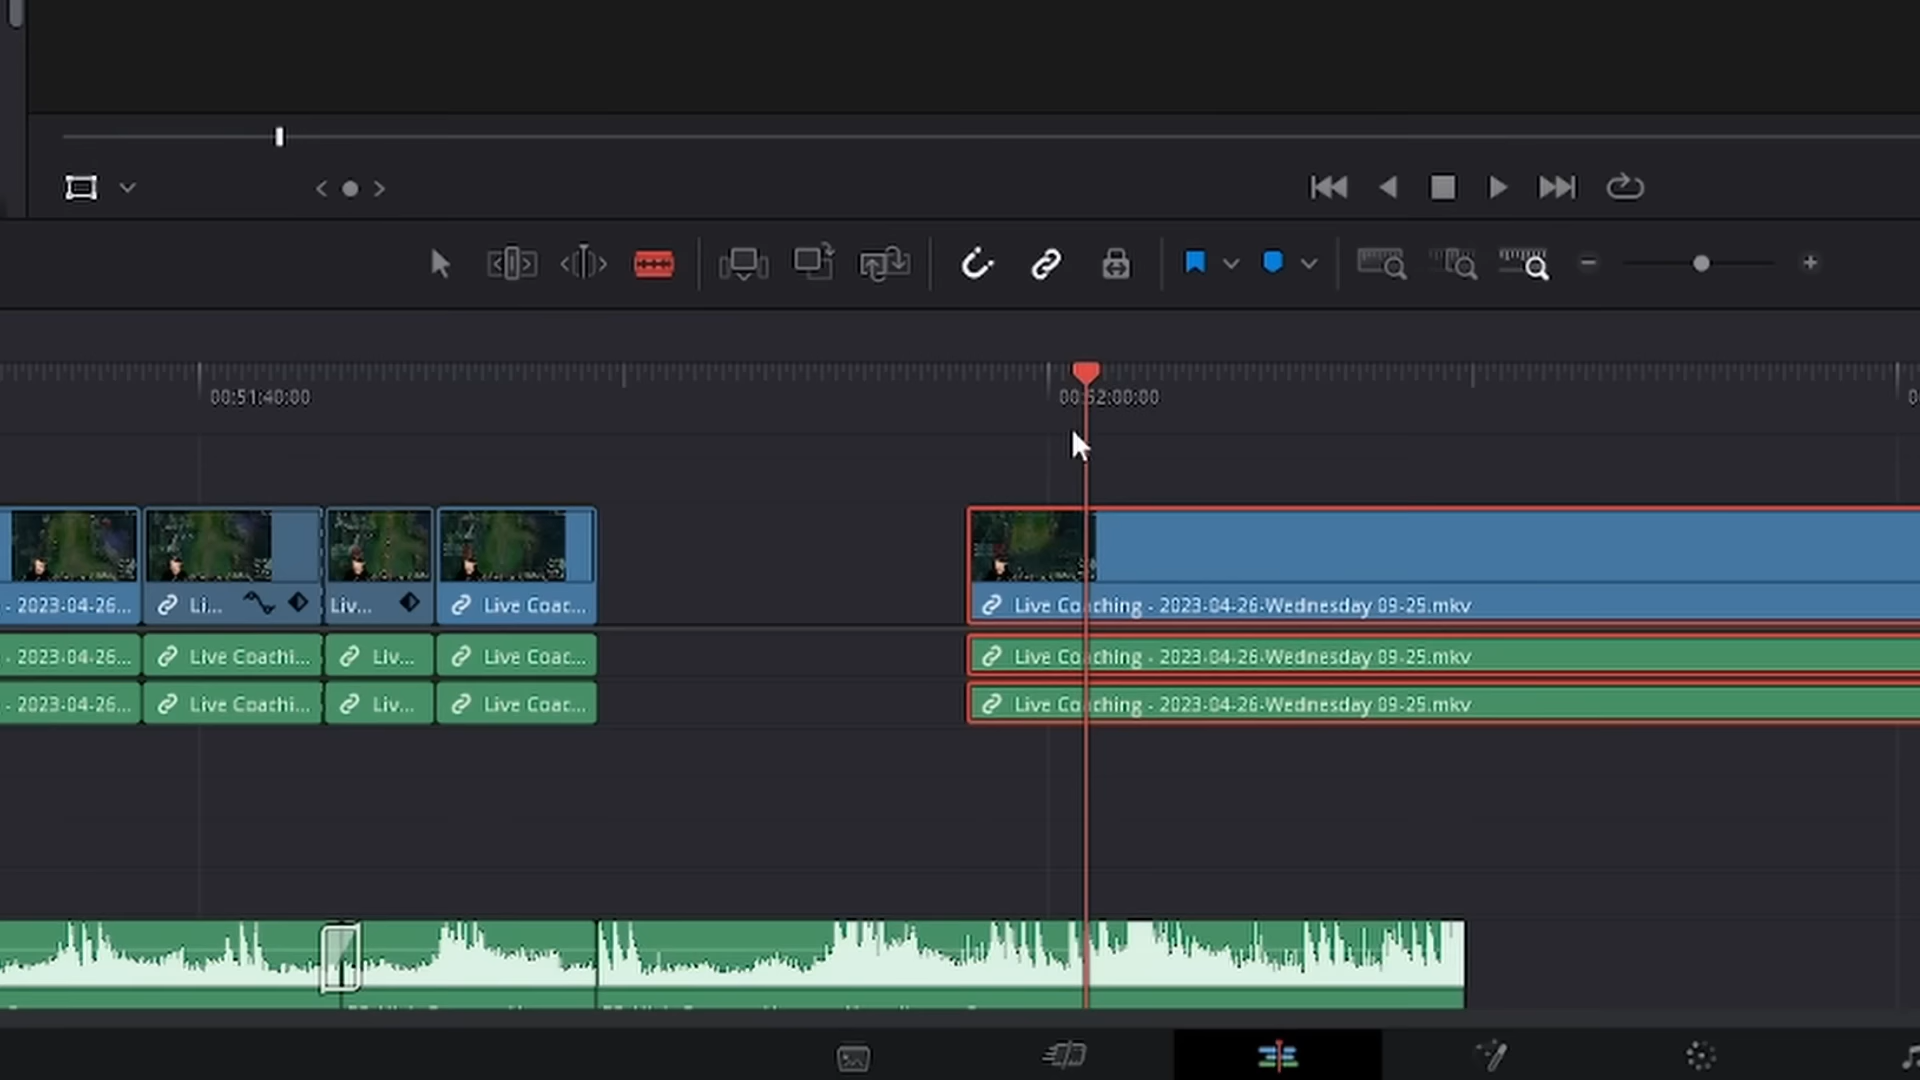 00:51:40:00
00:52:00:00
- 2023-04-26...
Li...
Liv...
Live Coac...
Live Coaching - 2023-04-26-Wednesday 09-25.mkv
- 2023-04-26...
Live Coachi...
Liv...
Live Coac...
Live Coaching - 2023-04-26-Wednesday 09-25.mkv
- 2023-04-26...
Live Coachi...
Liv...
Live Coac...
Live Coaching - 2023-04-26-Wednesday 09-25.mkv